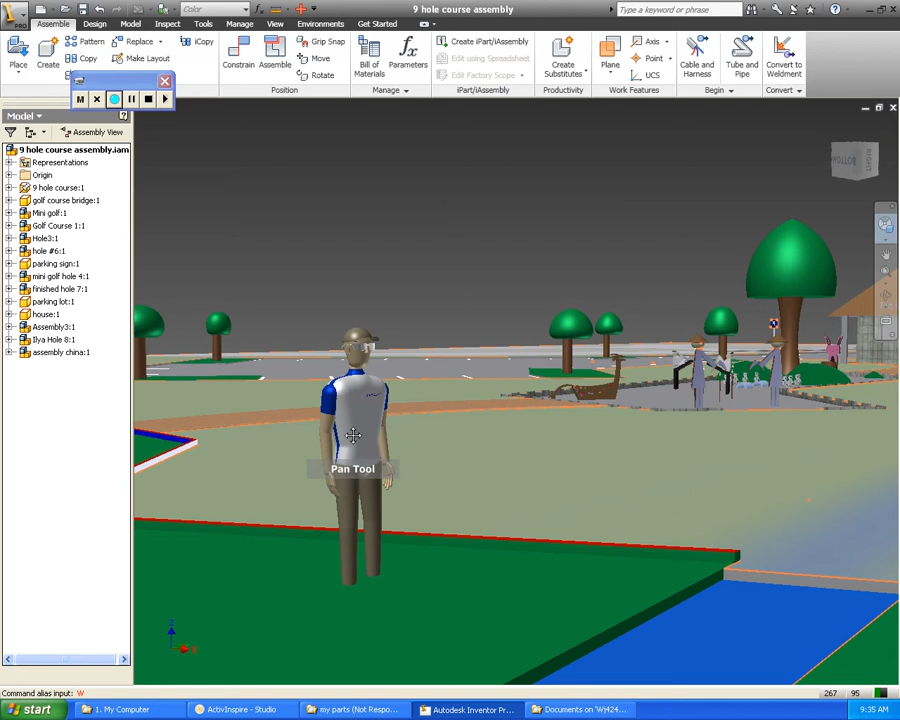 PRO
Color
9 hole course assembly
Type a keyword or phrase
Assemble Design Model Inspect Tools Manage View Environments Get Started
Place
Create
Pattern
Copy
Replace
Make Layout
iCopy
Constrain
Assemble
Grip Snap
Move
Rotate
Position
Bill of Materials
Parameters
Manage
Create iPart/iAssembly
Edit using Spreadsheet
Edit Factory Scope
iPart/iAssembly
Create Substitutes
Productivity
Plane
Axis
Point
UCS
Work Features
Cable and Harness
Tube and Pipe
Begin
Convert to Weldment
Convert
M
Model
Assembly View
9 hole course assembly.iam
Representations
Origin
9 hole course:1
golf course bridge:1
Mini golf:1
Golf Course 1:1
Hole3:1
hole #6:1
parking sign:1
mini golf hole 4:1
finished hole 7:1
parking lot:1
house:1
Assembly3:1
Ilya Hole 8:1
assembly china:1
BOTTOM
RIGHT
Pan Tool
Z
X
Command alias input: W
267 95
start
1. My Computer
ActivInspire - Studio
my parts (Not Respo...
Autodesk Inventor Pr...
Documents on 'Wj424...
9:35 AM